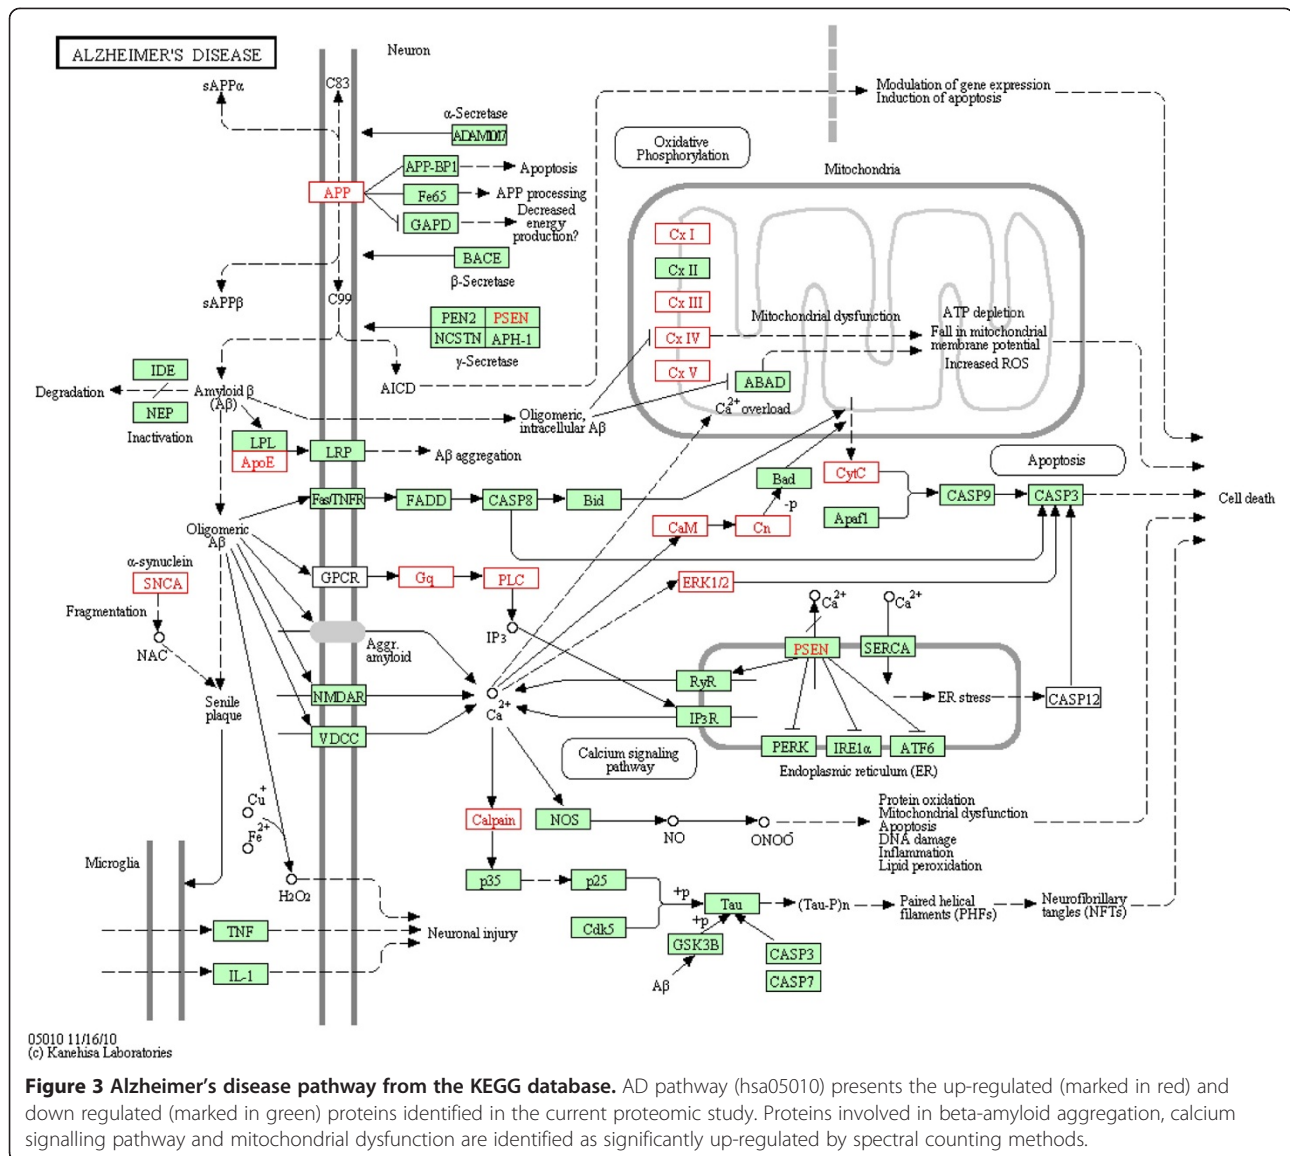 ALZHEIMER'S DISEASE
Neuron
sAPPα
C83
α-Secretase
ADAM10/17
Modulation of gene expression
Induction of apoptosis
Oxidative
Phosphorylation
Mitochondria
APP
APP-BP1
Apoptosis
Fe65
APP processing
GAPD
Decreased
energy
production?
BACE
β-Secretase
sAPPβ
C99
PEN2
PSEN
NCSTN
APH-1
γ-Secretase
Cx I
Cx II
Cx III
Cx IV
Cx V
Mitochondrial dysfunction
ATP depletion
Fall in mitochondrial
membrane potential
Increased ROS
ABAD
Ca2+ overload
IDE
Degradation
NEP
Inactivation
Amyloid β
(Aβ)
AICD
Oligomeric,
intracellular Aβ
LPL
ApoE
LRP
Aβ aggregation
Fas/TNFR
FADD
CASP8
Bid
Bad
-p
CytC
Apaf1
CASP9
Apoptosis
CASP3
Cell death
CaM
Cn
Oligomeric
Aβ
α-synuclein
SNCA
Fragmentation
NAC
GPCR
Gq
PLC
ERK1/2
IP3
Aggr.
amyloid
Ca2+
Ca2+
PSEN
SERCA
RyR
IP3R
ER stress
CASP12
PERK
IRE1α
ATF6
Endoplasmic reticulum (ER)
Senile
plaque
NMDAR
VDCC
Ca2+
Calcium signaling
pathway
Cu+
Fe2+
H2O2
Calpain
NOS
NO
ONOO-
Protein oxidation
Mitochondrial dysfunction
Apoptosis
DNA damage
Inflammation
Lipid peroxidation
Microglia
p35
p25
Cdk5
+p
Tau
+p
GSK3B
Aβ
CASP3
CASP7
(Tau-P)n
Paired helical
filaments (PHFs)
Neurofibrillary
tangles (NFTs)
TNF
IL-1
Neuronal injury
05010 11/16/10
(c) Kanehisa Laboratories
Figure 3 Alzheimer's disease pathway from the KEGG database. AD pathway (hsa05010) presents the up-regulated (marked in red) and
down regulated (marked in green) proteins identified in the current proteomic study. Proteins involved in beta-amyloid aggregation, calcium
signalling pathway and mitochondrial dysfunction are identified as significantly up-regulated by spectral counting methods.